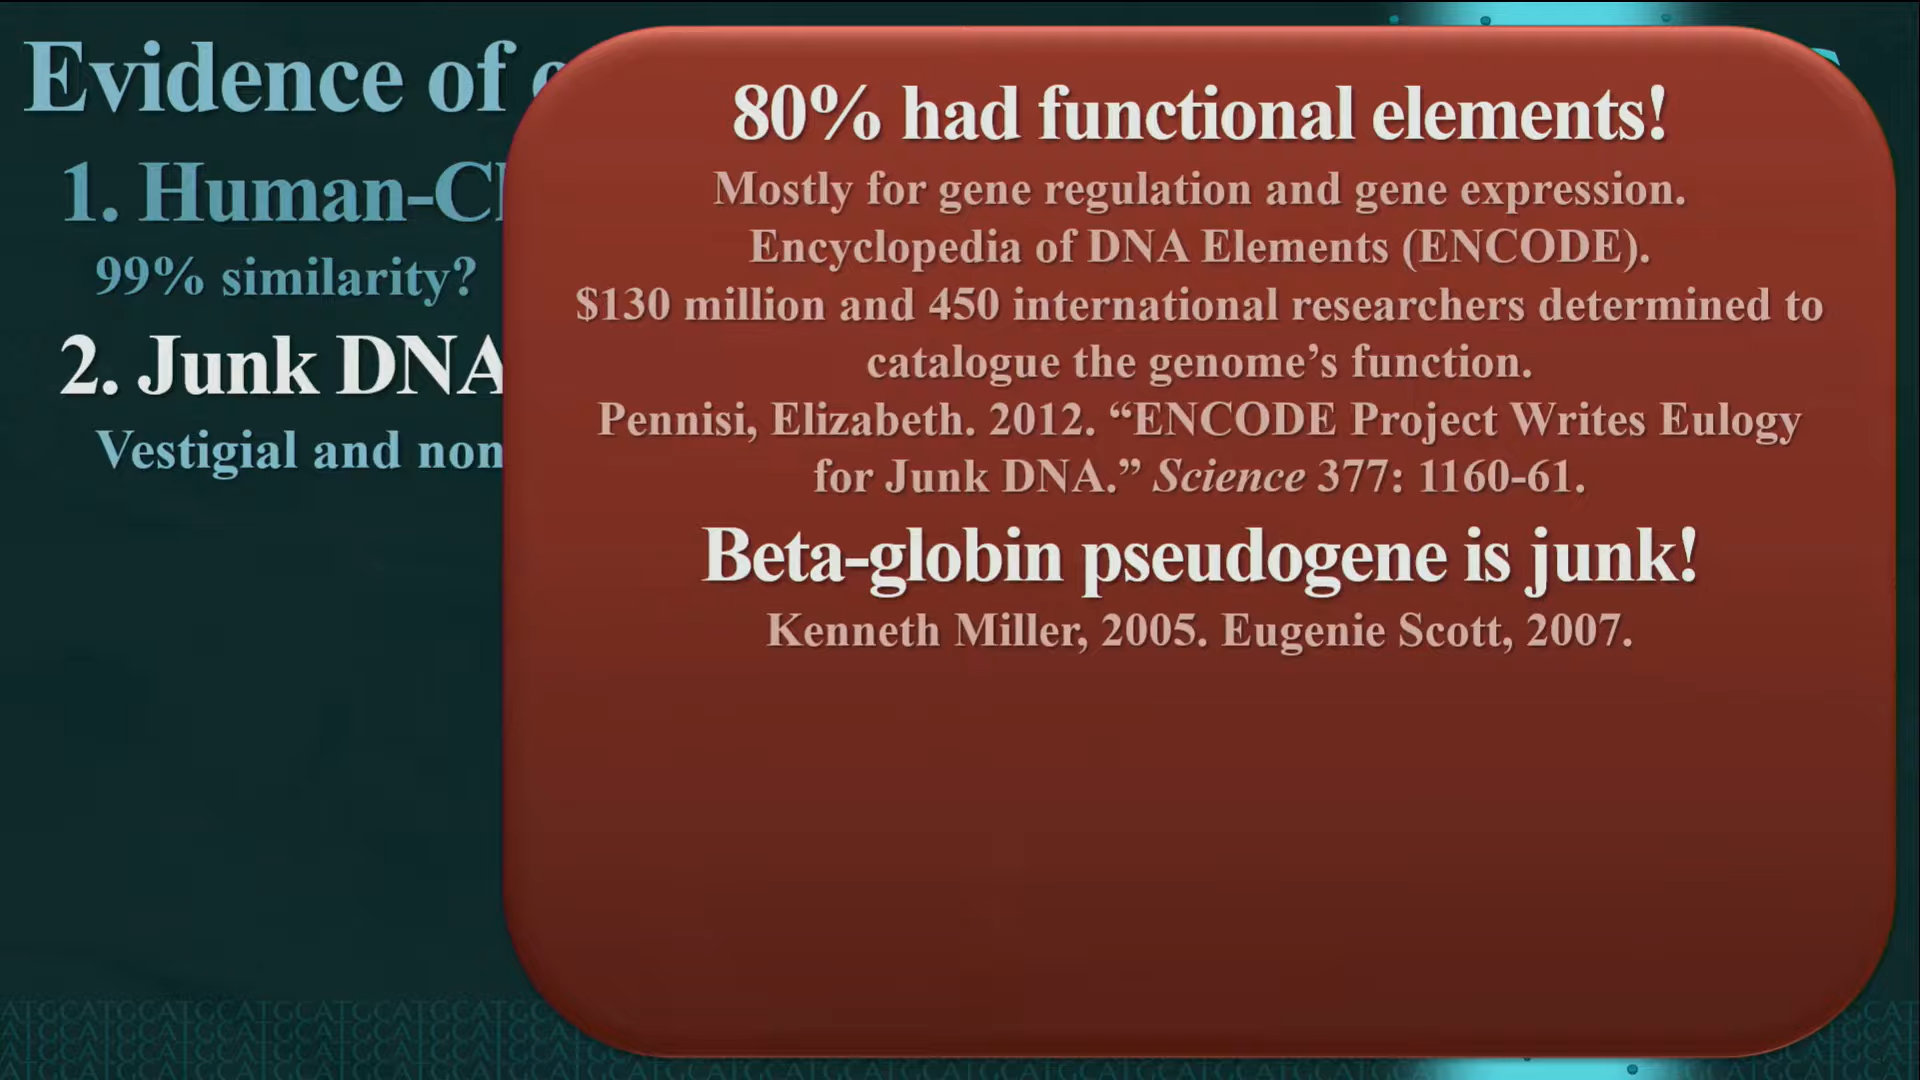 Evidence of
1. Human-
99% similarity?
2. Junk DNA
Vestigial and non
80% had functional elements!
Mostly for gene regulation and gene expression.
Encyclopedia of DNA Elements (ENCODE).
$130 million and 450 international researchers determined to
catalogue the genome’s function.
Pennisi, Elizabeth. 2012. “ENCODE Project Writes Eulogy
for Junk DNA.” Science 377: 1160-61.
Beta-globin pseudogene is junk!
Kenneth Miller, 2005. Eugenie Scott, 2007.